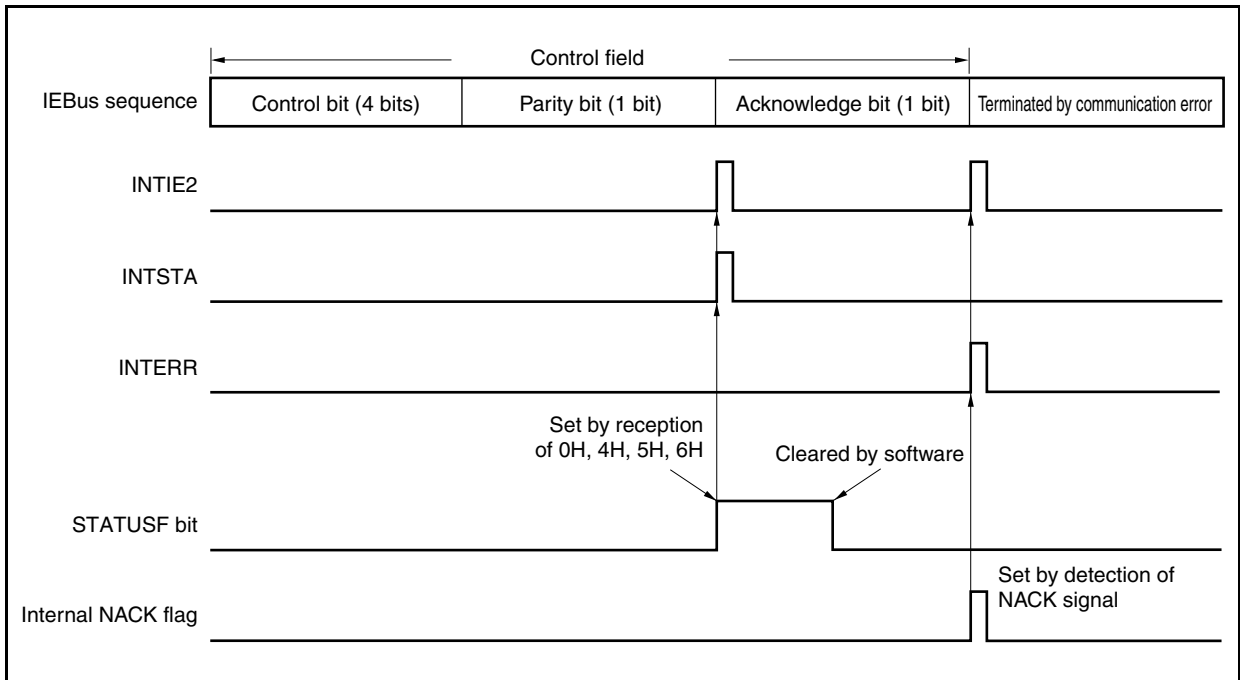 Control field
IEBus sequence
Control bit (4 bits)
Parity bit (1 bit)
Acknowledge bit (1 bit)
Terminated by communication error
INTIE2
INTSTA
INTERR
Set by reception
of 0H, 4H, 5H, 6H
Cleared by software
STATUSF bit
Set by detection of
NACK signal
Internal NACK flag